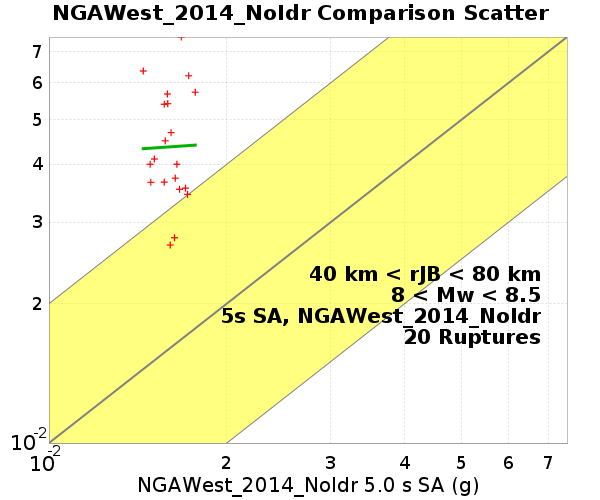 NGAWest_2014_NoIdr Comparison Scatter
7
6
5
4
3
2
10^-2
40 km < rJB < 80 km
8 < Mw < 8.5
5s SA, NGAWest_2014_NoIdr
20 Ruptures
10^-2 2 3 4 5 6 7
NGAWest_2014_NoIdr 5.0 s SA (g)